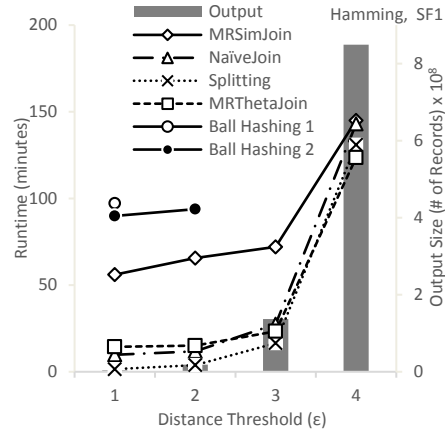 Hamming, SF1
Output
MRSimJoin
NaïveJoin
Splitting
MRThetaJoin
Ball Hashing 1
Ball Hashing 2
Runtime (minutes)
200
150
100
50
0
1 2 3 4
Distance Threshold (ε)
8
6
4
2
0
Output Size (# of Records) x 10⁸